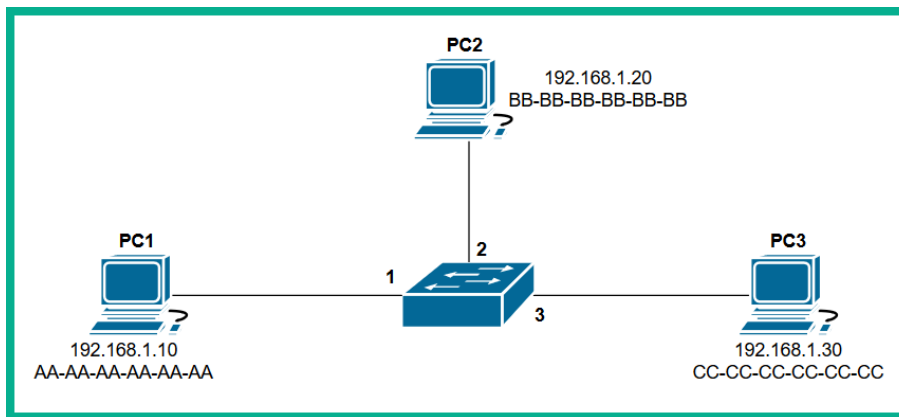 PC2
192.168.1.20
BB-BB-BB-BB-BB-BB
PC1
2
PC3
1
3
192.168.1.10
AA-AA-AA-AA-AA-AA
192.168.1.30
CC-CC-CC-CC-CC-CC